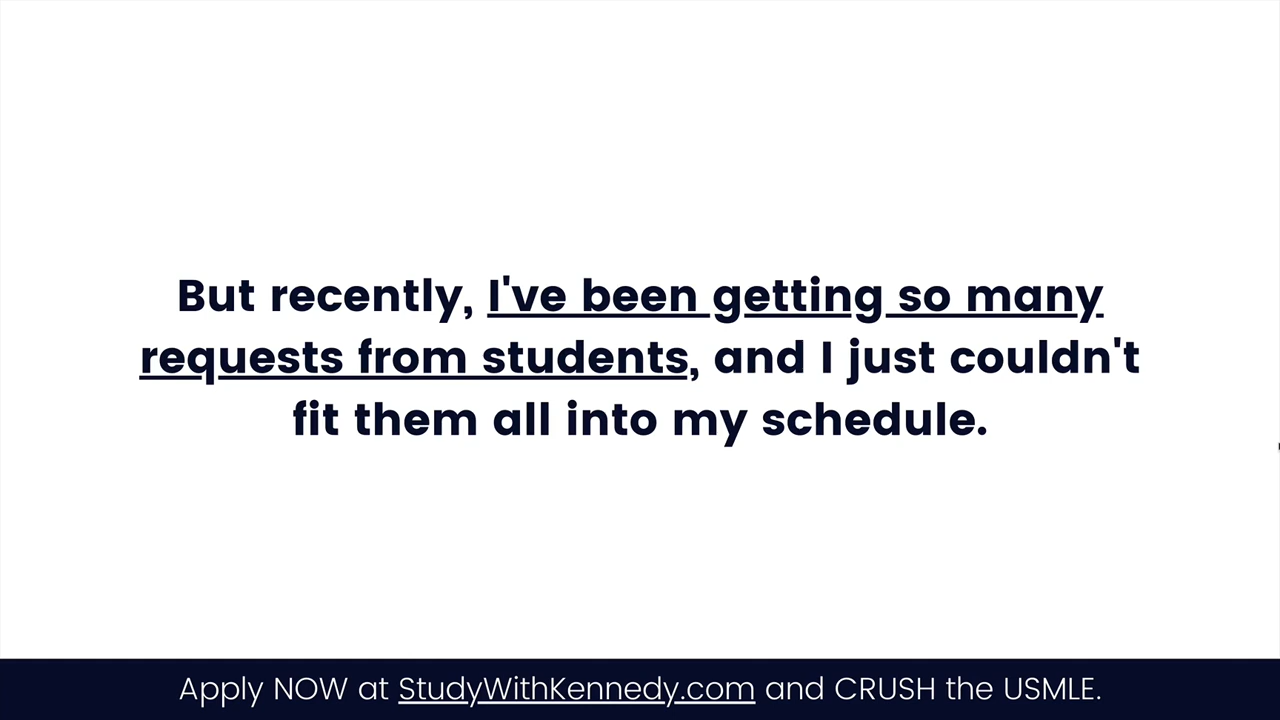 But recently, I've been getting so many
requests from students, and I just couldn't
fit them all into my schedule.
Apply NOW at StudyWithKennedy.com and CRUSH the USMLE.